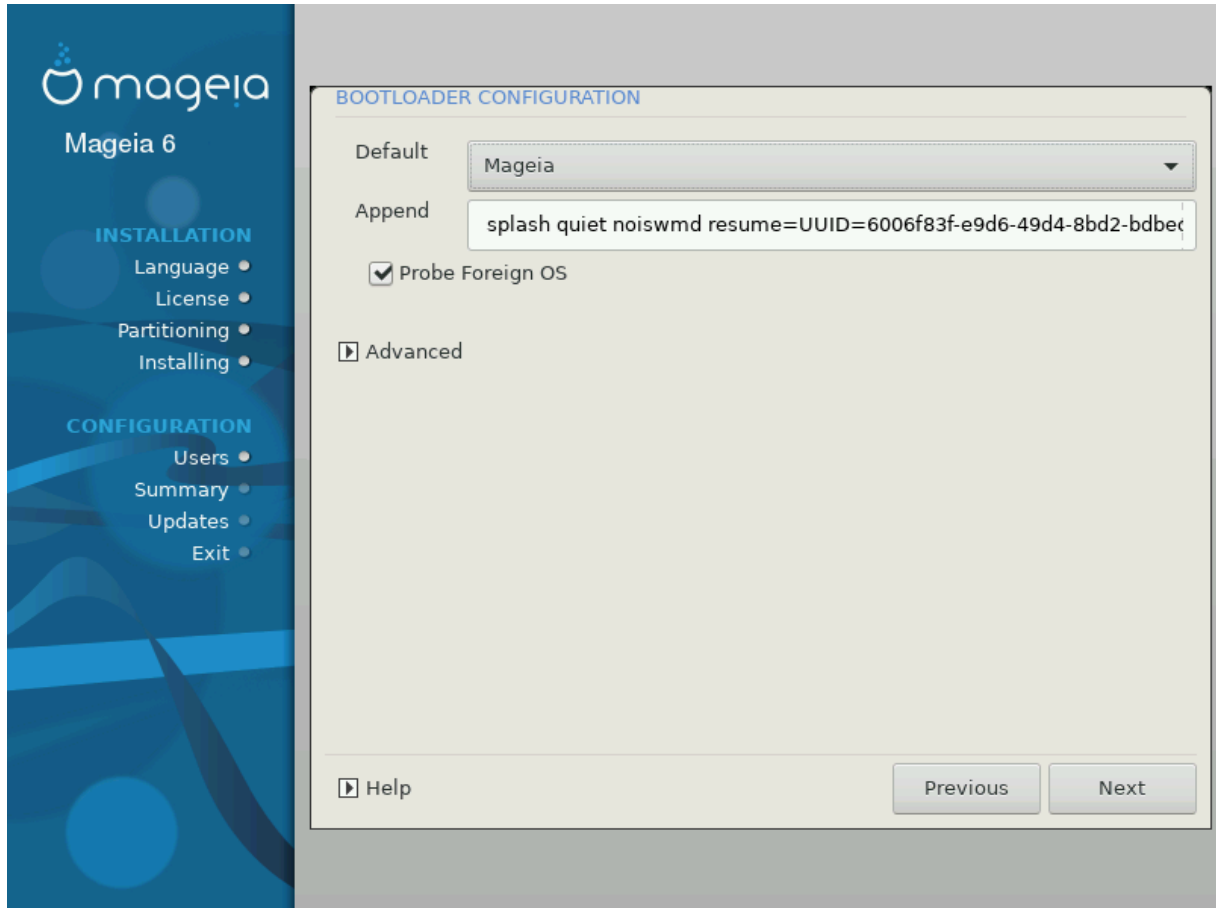 mageia
Mageia 6
INSTALLATION
Language
License
Partitioning
Installing
CONFIGURATION
Users
Summary
Updates
Exit
BOOTLOADER CONFIGURATION
Default
Mageia
Append
splash quiet noiswmd resume=UUID=6006f83f-e9d6-49d4-8bd2-bdbec
Probe Foreign OS
Advanced
Help
Previous
Next